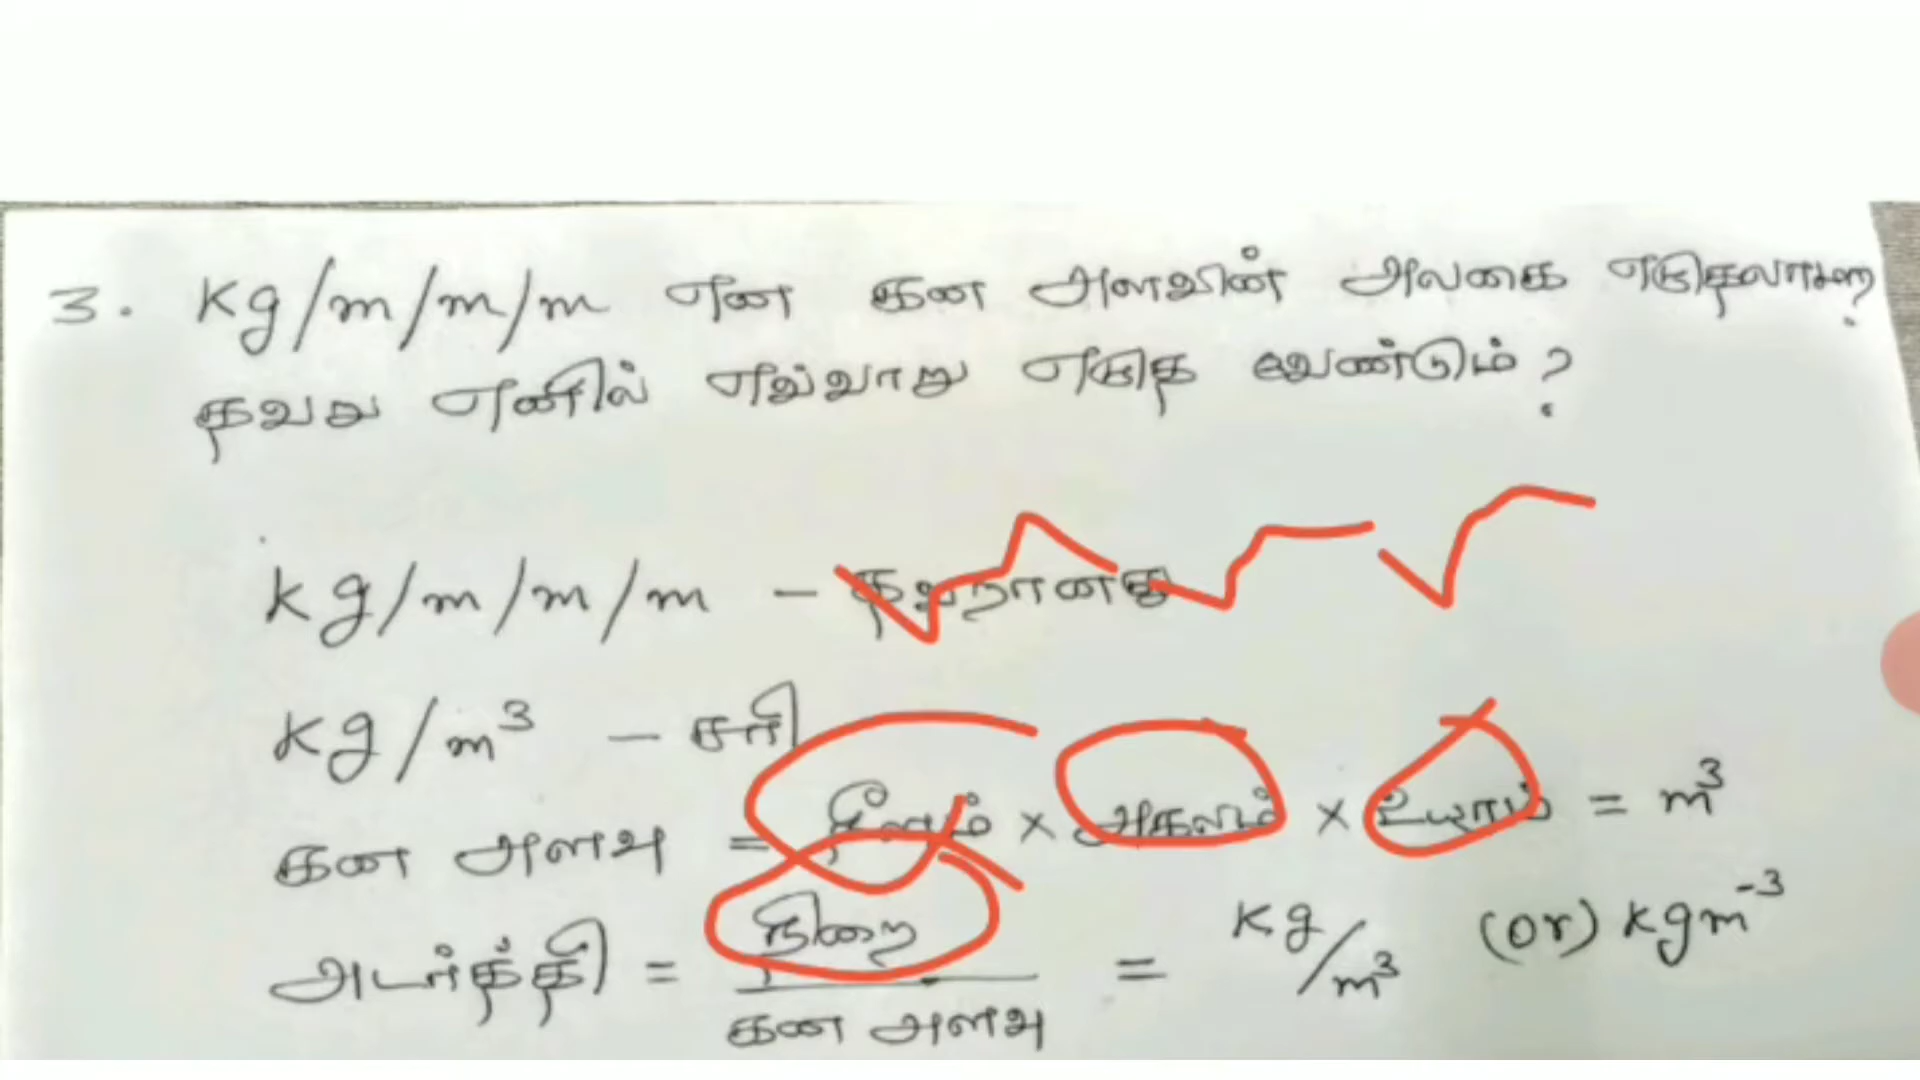 3. Kg/m/m/m என கன அளவின் அலகை எழுதலாமா?
தவறு எனில் எவ்வாறு எழுத வேண்டும்?
kg/m/m/m - தவறானது
kg/m³ - சரி
கன அளவு = நீளம் × அகலம் × உயரம் = m³
அடர்த்தி = நிறை / கன அளவு = kg/m³ (or) kgm⁻³